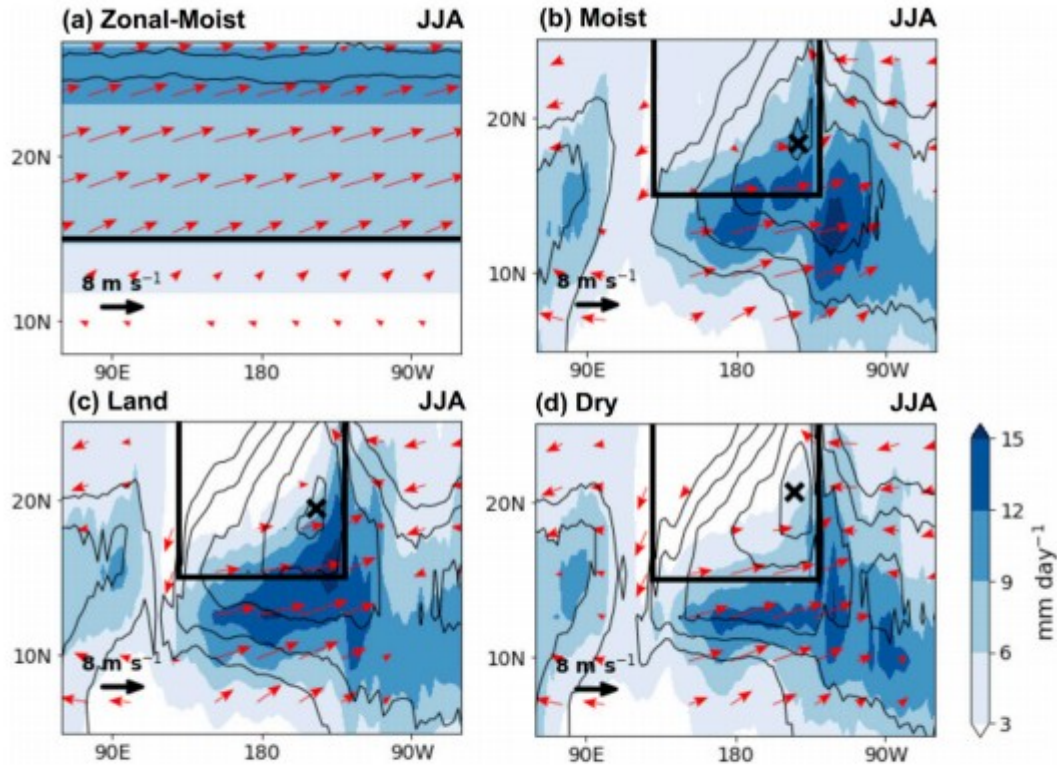 (a) Zonal-Moist JJA
20N
10N
8 m s⁻¹
90E 180 90W
(b) Moist JJA
20N
10N
8 m s⁻¹
90E 180 90W
(c) Land JJA
20N
10N
8 m s⁻¹
90E 180 90W
(d) Dry JJA
20N
10N
8 m s⁻¹
90E 180 90W
15
12
9
6
3
mm day⁻¹